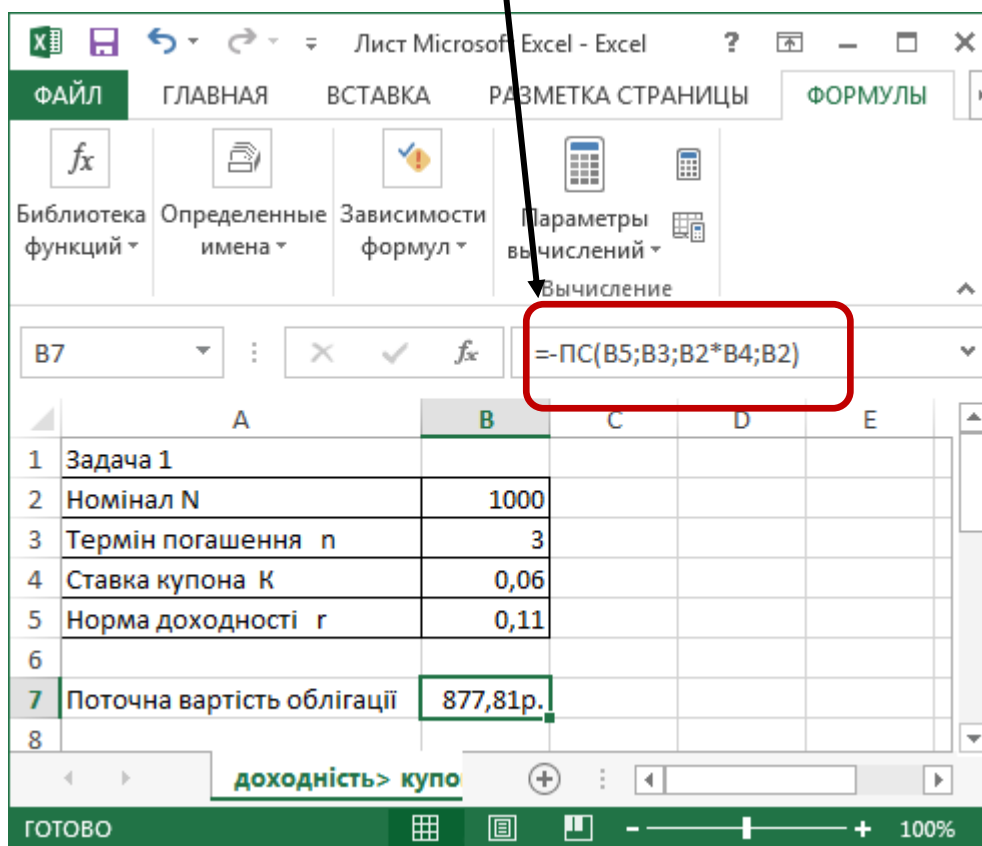 Лист Microsoft Excel - Excel ?
ФАЙЛ ГЛАВНАЯ ВСТАВКА РАЗМЕТКА СТРАНИЦЫ ФОРМУЛЫ
fx
Библиотека функций
Определенные имена
Зависимости формул
Параметры вычислений
Вычисление
B7 fx =-ПС(B5;B3;B2*B4;B2)
A B C D E
1 Задача 1
2 Номінал N 1000
3 Термін погашення n 3
4 Ставка купона K 0,06
5 Норма доходності r 0,11
6
7 Поточна вартість облігації 877,81р.
8
доходність> купо
ГОТОВО 100%